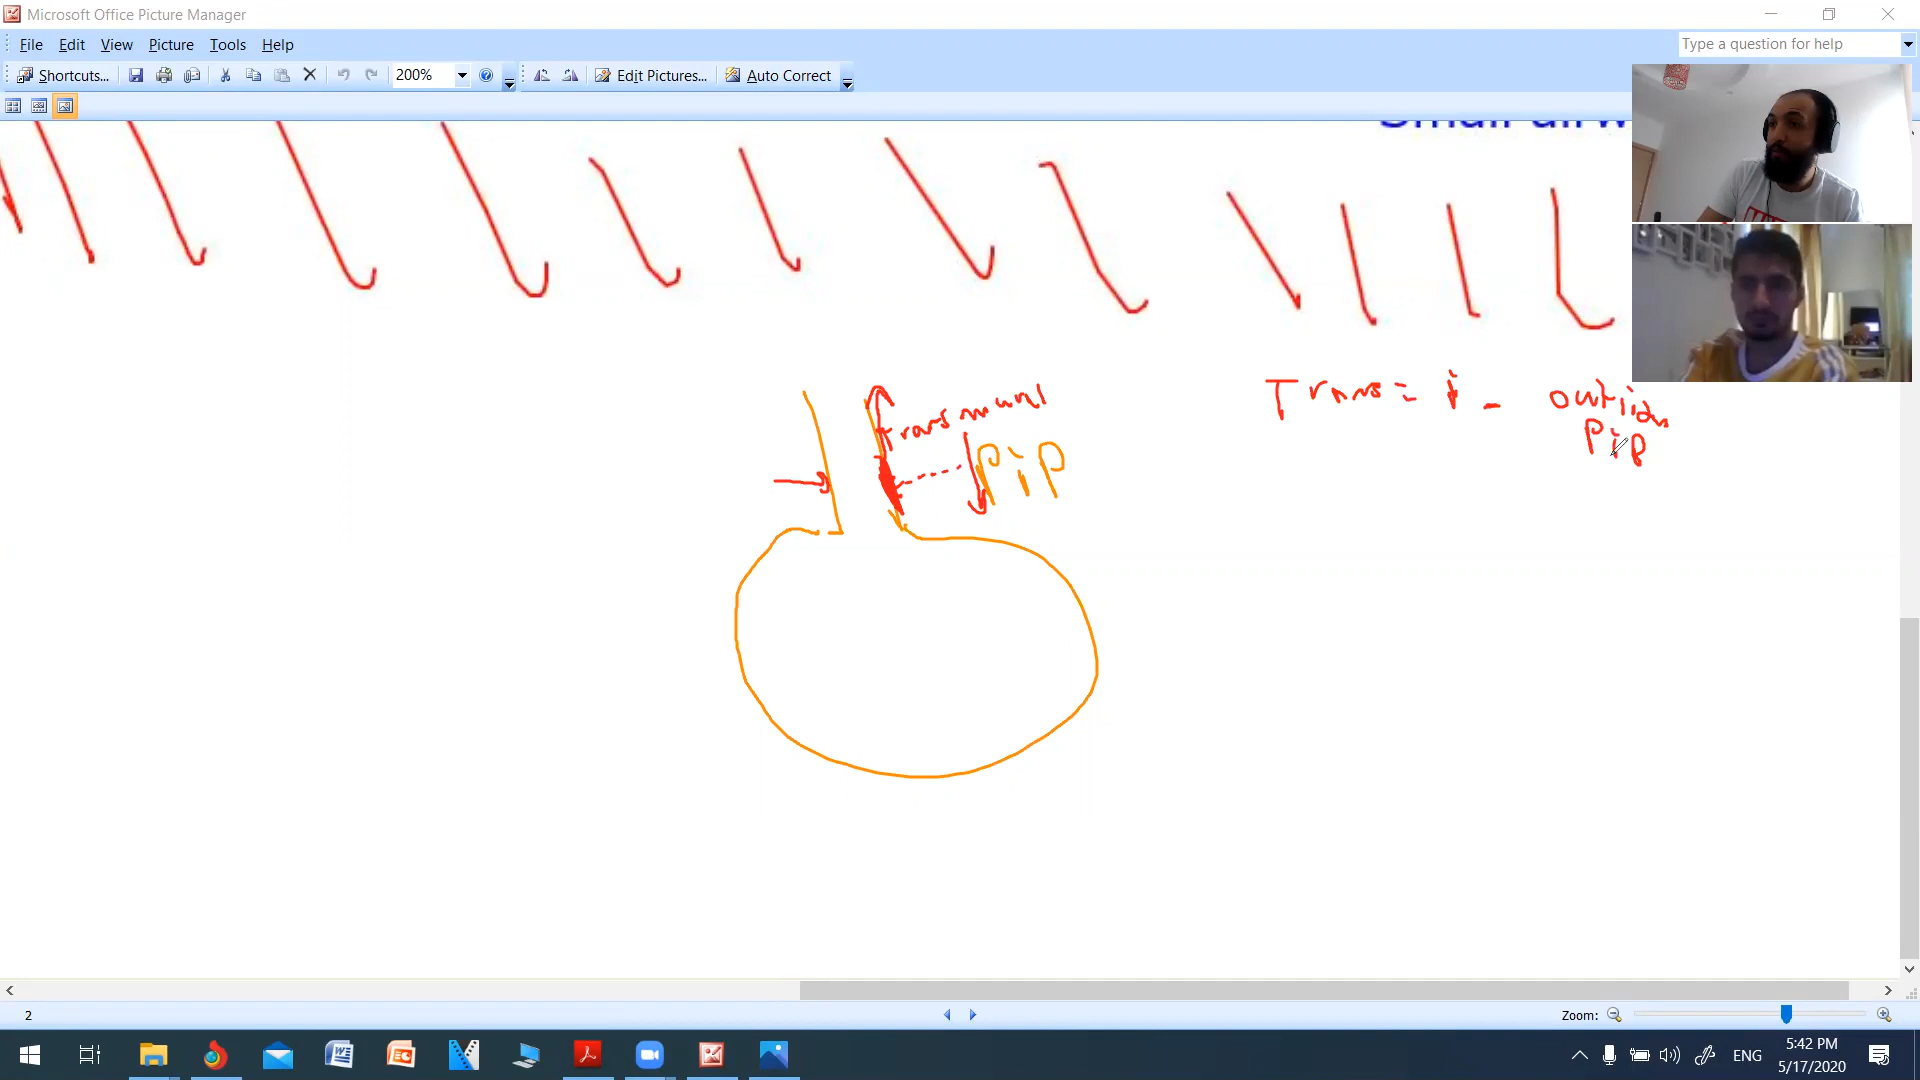 Microsoft Office Picture Manager
File Edit View Picture Tools Help
Type a question for help
Shortcuts... 200% Edit Pictures... Auto Correct
Trans = i - outside
PiP
transmural
PiP
2
Zoom:
ENG
5:42 PM
5/17/2020